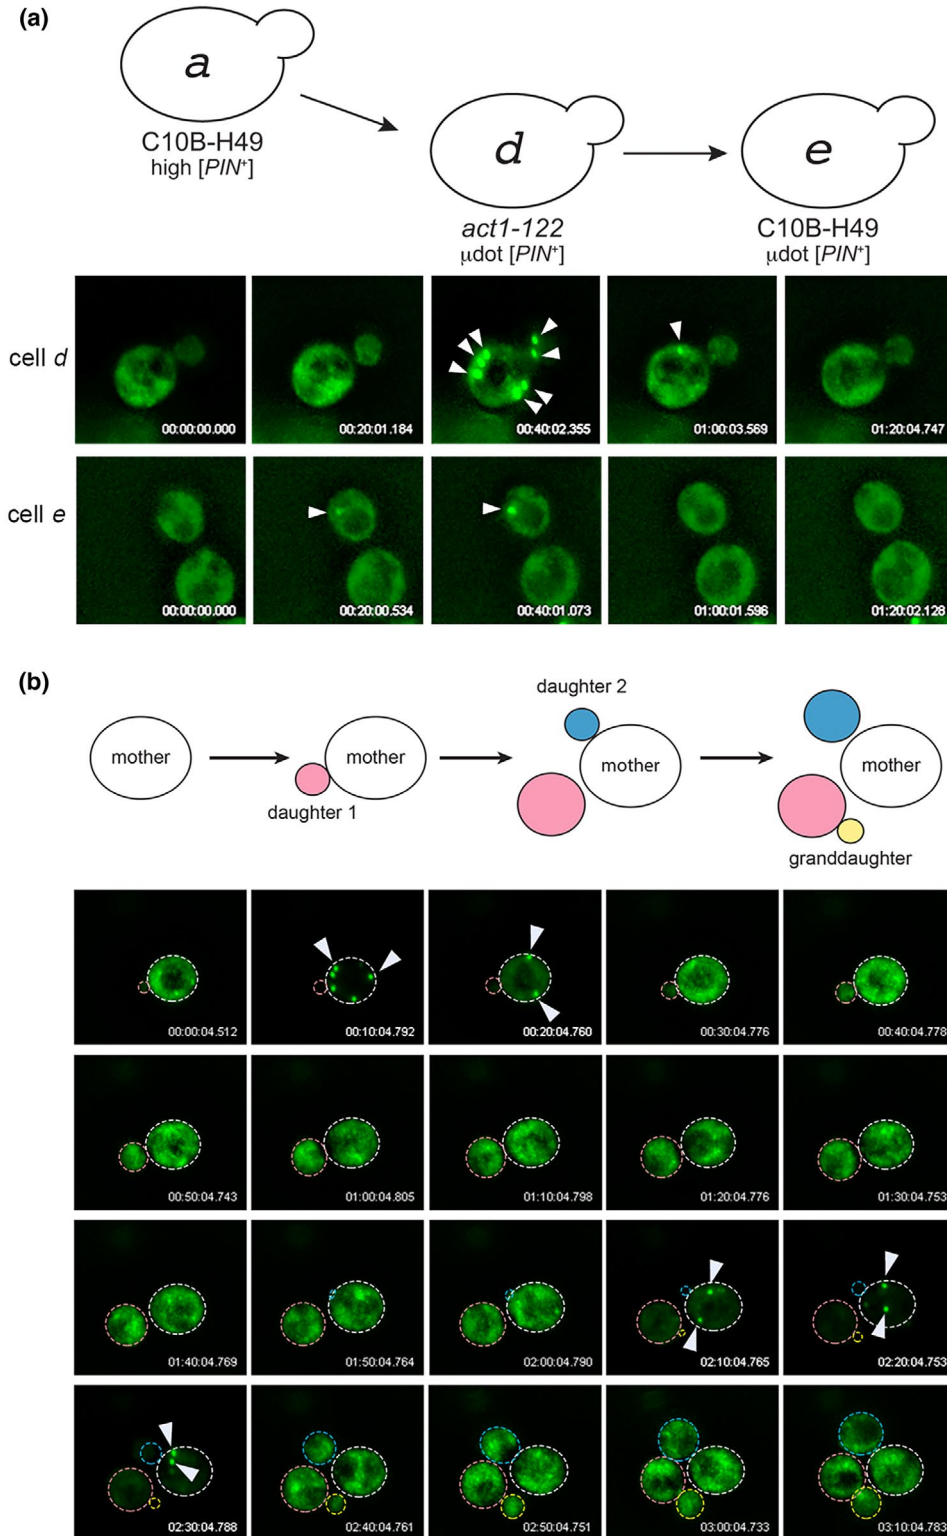 (a)
a
C10B-H49
high [PIN⁺]
d
act1-122
μdot [PIN⁺]
e
C10B-H49
μdot [PIN⁺]
cell d
00:00:00.000
00:20:01.184
00:40:02.355
01:00:03.569
01:20:04.747
cell e
00:00:00.000
00:20:00.534
00:40:01.073
01:00:01.596
01:20:02.128
(b)
mother
mother
daughter 1
daughter 2
mother
mother
granddaughter
00:00:04.512
00:10:04.792
00:20:04.760
00:30:04.776
00:40:04.778
00:50:04.743
01:00:04.805
01:10:04.798
01:20:04.776
01:30:04.753
01:40:04.769
01:50:04.764
02:00:04.790
02:10:04.765
02:20:04.753
02:30:04.788
02:40:04.761
02:50:04.751
03:00:04.733
03:10:04.785